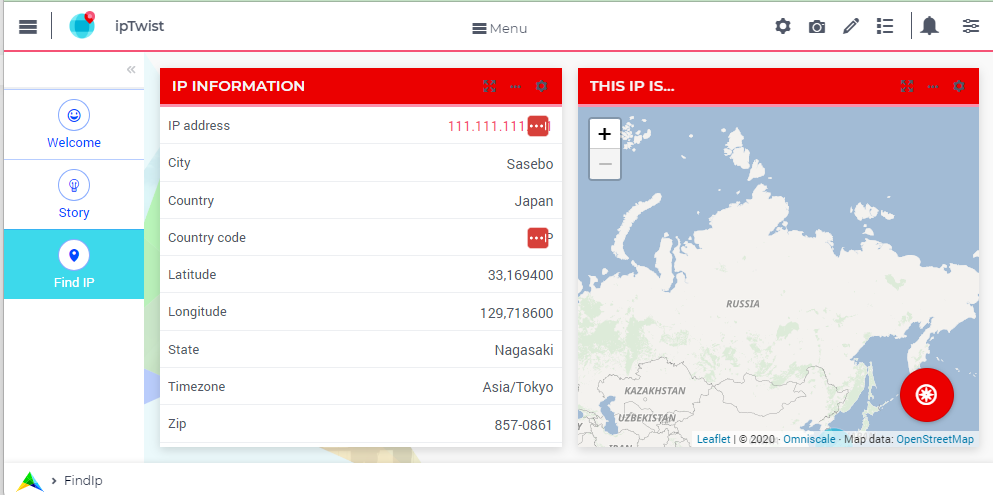 ipTwist
Menu
Welcome
Story
Find IP
IP INFORMATION
IP address 111.111.111.
City Sasebo
Country Japan
Country code P
Latitude 33,169400
Longitude 129,718600
State Nagasaki
Timezone Asia/Tokyo
Zip 857-0861
THIS IP IS...
+
−
RUSSIA
KAZAKHSTAN
UZBEKISTAN
Leaflet | © 2020 · Omniscale · Map data: OpenStreetMap
FindIp